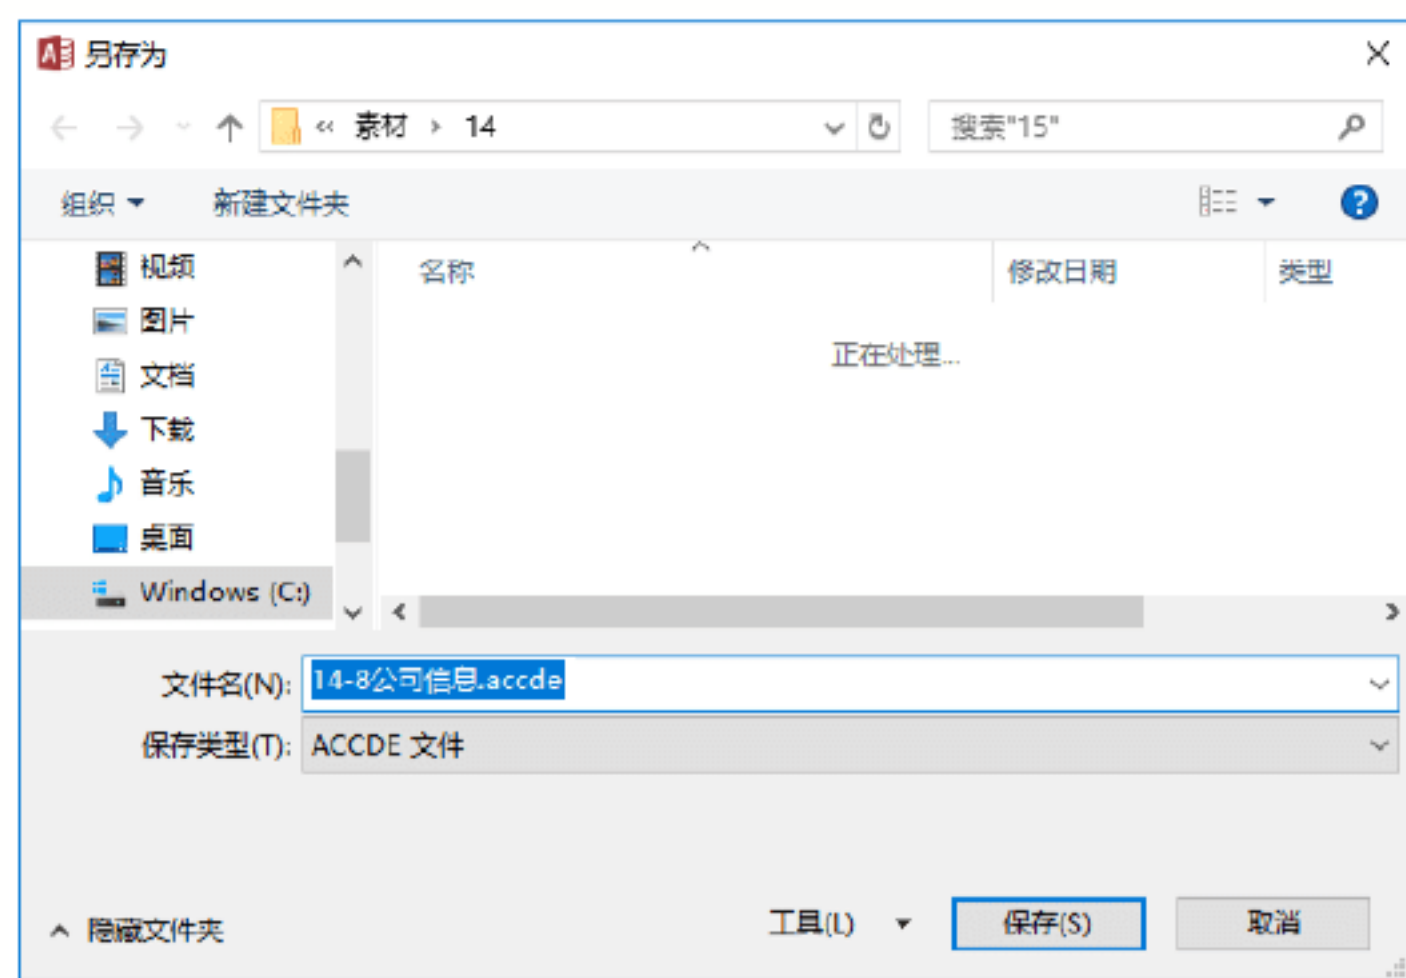 另存为
« 素材 › 14
搜索"15"
组织
新建文件夹
视频
图片
文档
下载
音乐
桌面
Windows (C:)
名称
修改日期
类型
正在处理...
文件名(N):
14-8公司信息.accde
保存类型(T):
ACCDE 文件
隐藏文件夹
工具(L)
保存(S)
取消